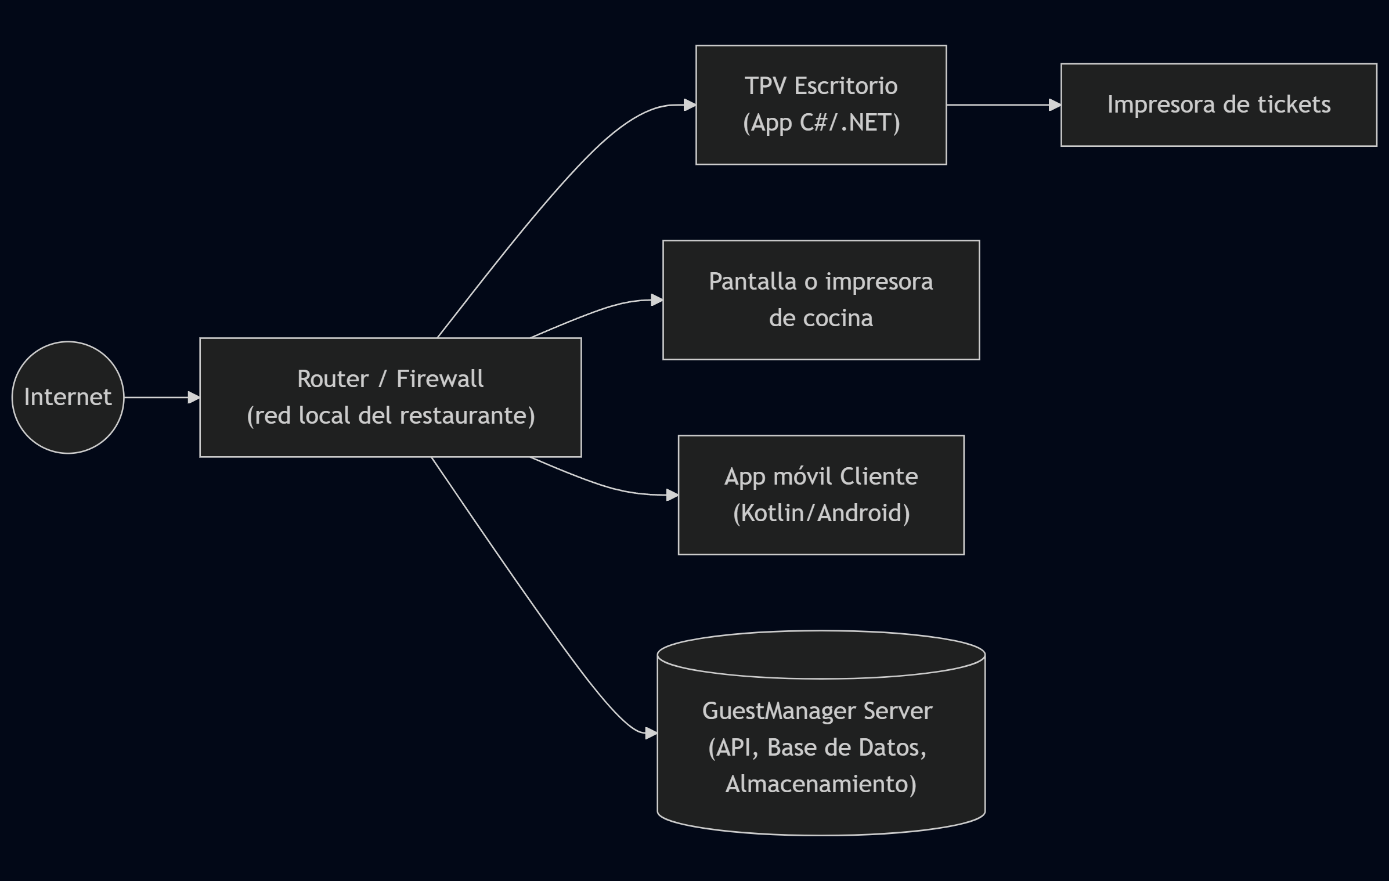 TPV Escritorio
(App C#/.NET)
Impresora de tickets
Pantalla o impresora
de cocina
Internet
Router / Firewall
(red local del restaurante)
App móvil Cliente
(Kotlin/Android)
GuestManager Server
(API, Base de Datos,
Almacenamiento)